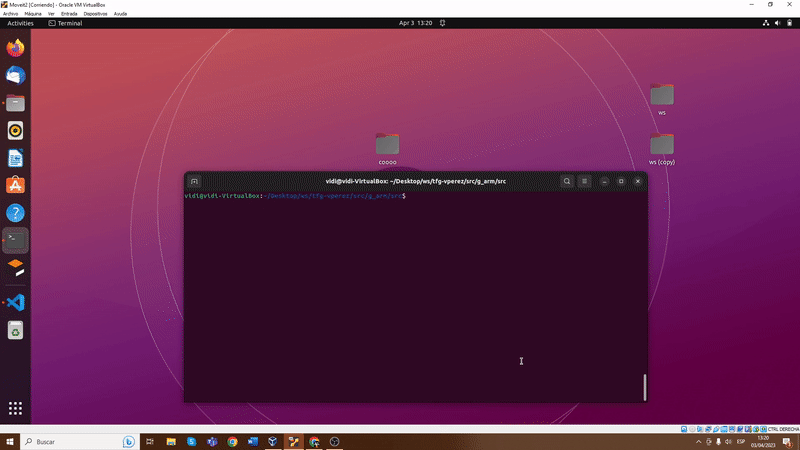 Moveit2 [Corriendo] - Oracle VM VirtualBox
Archivo Máquina Ver Entrada Dispositivos Ayuda
Activities Terminal Apr 3 13:20
ws
coooo ws (copy)
vidi@vidi-VirtualBox: ~/Desktop/ws/tfg-vperez/src/g_arm/src
vidi@vidi-VirtualBox:~/Desktop/ws/tfg-vperez/src/g_arm/src$
CTRL DERECHA
Buscar ESP 13:20
03/04/2023